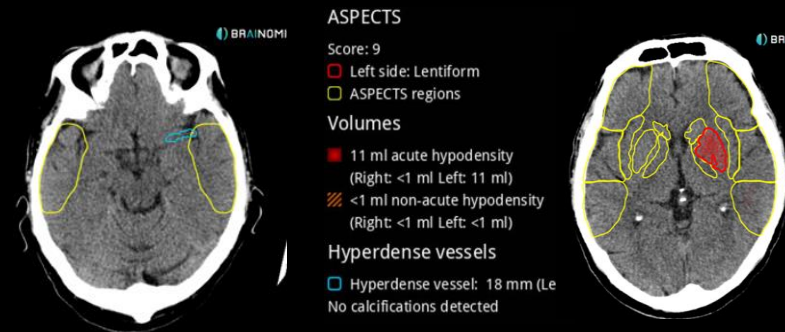 BRAINOMI
ASPECTS
Score: 9
Left side: Lentiform
ASPECTS regions
Volumes
11 ml acute hypodensity
(Right: <1 ml Left: 11 ml)
<1 ml non-acute hypodensity
(Right: <1 ml Left: <1 ml)
Hyperdense vessels
Hyperdense vessel: 18 mm (Le
No calcifications detected
BR